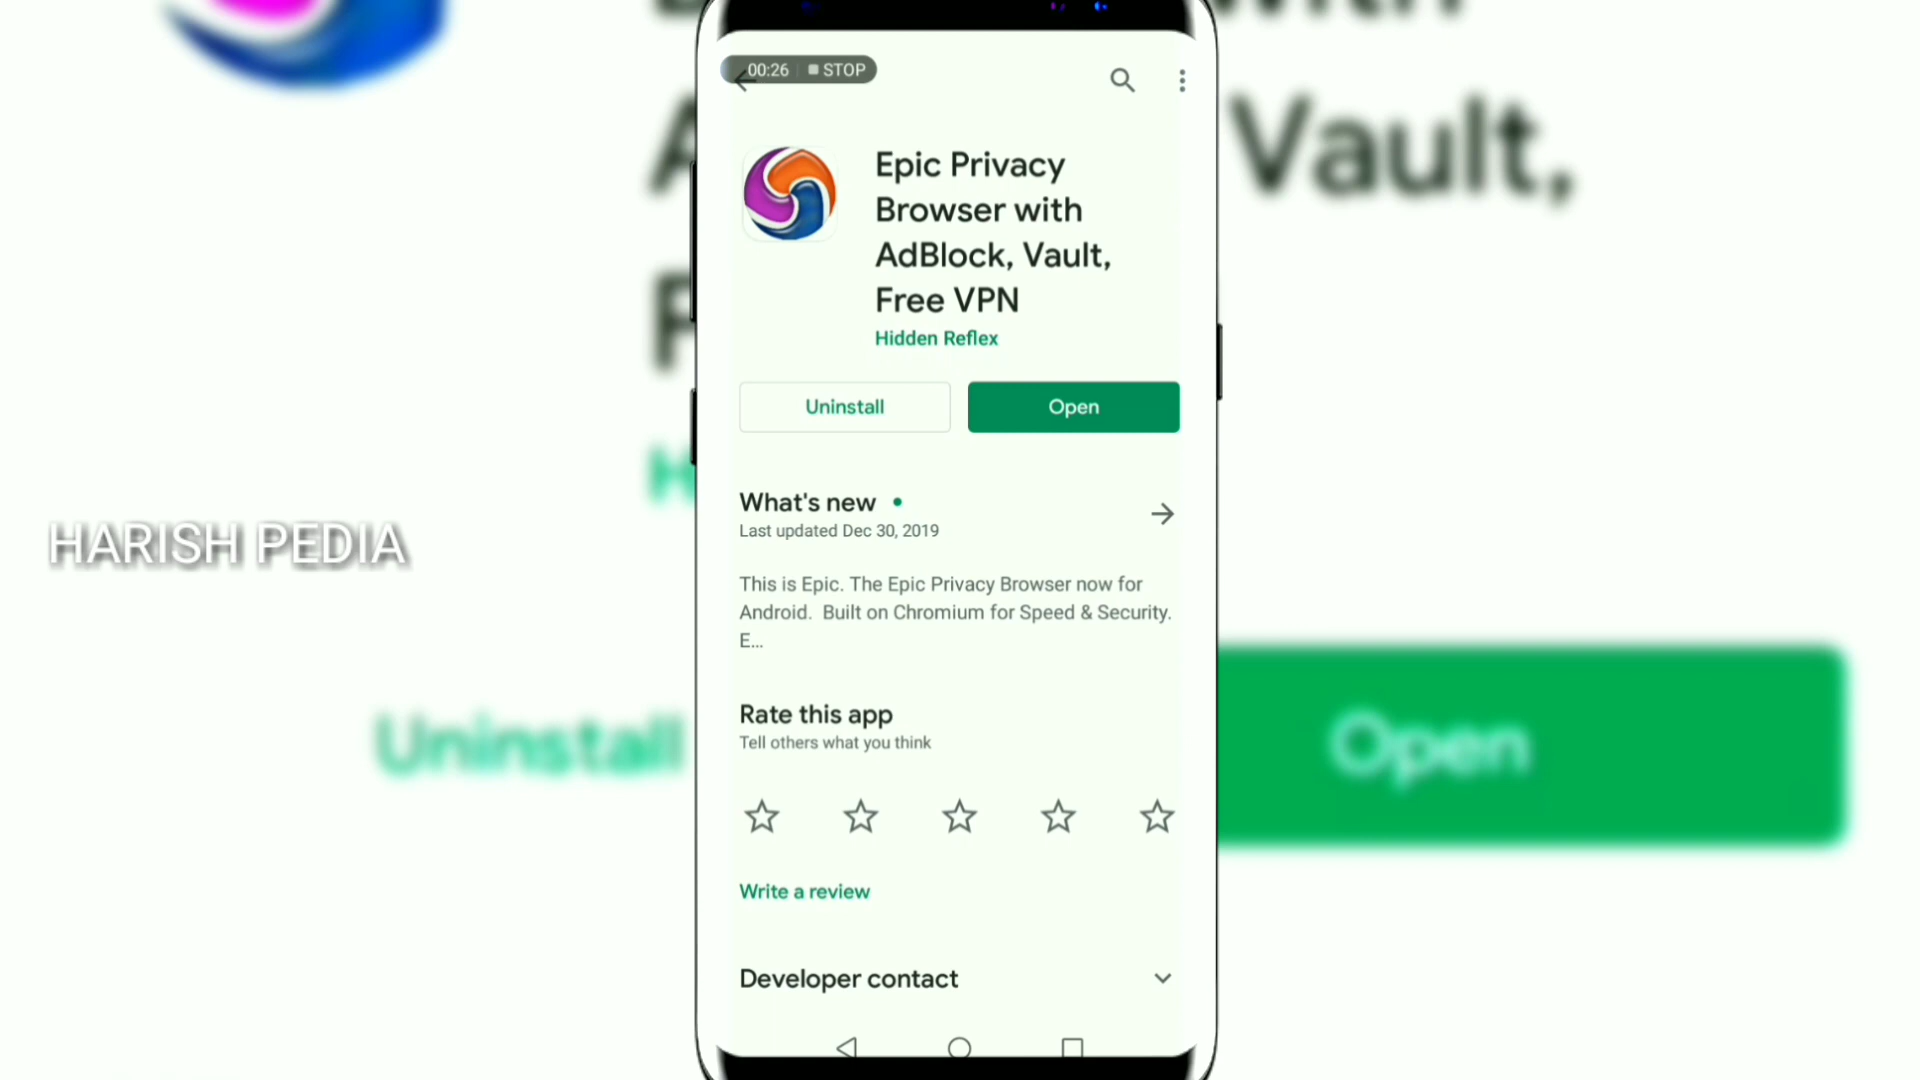 00:26 STOP
Epic Privacy
Browser with
AdBlock, Vault,
Free VPN
Hidden Reflex
Uninstall
Open
What's new
Last updated Dec 30, 2019
This is Epic. The Epic Privacy Browser now for
Android. Built on Chromium for Speed & Security.
E...
Rate this app
Tell others what you think
Write a review
Developer contact
HARISH PEDIA
Vault,
Uninstall
Open